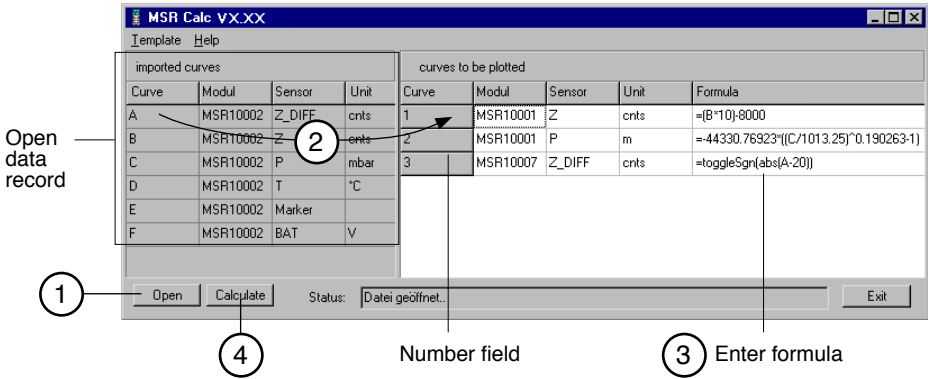 MSR Calc VX.XX
Template Help
imported curves
curves to be plotted
Curve Modul Sensor Unit Curve Modul Sensor Unit Formula
A MSR10002 Z_DIFF cnts 1 MSR10001 Z cnts =(B*10)-8000
B MSR10002 Z cnts 2 MSR10001 P m =-44330.76923*((C/1013.25)^0.190263-1)
C MSR10002 P mbar 3 MSR10007 Z_DIFF cnts =toggleSgn(abs(A-20))
D MSR10002 T °C
E MSR10002 Marker
F MSR10002 BAT V
Open
data
record
2
1
Open Calculate Status: Datei geöffnet.. Exit
4
Number field
3 Enter formula